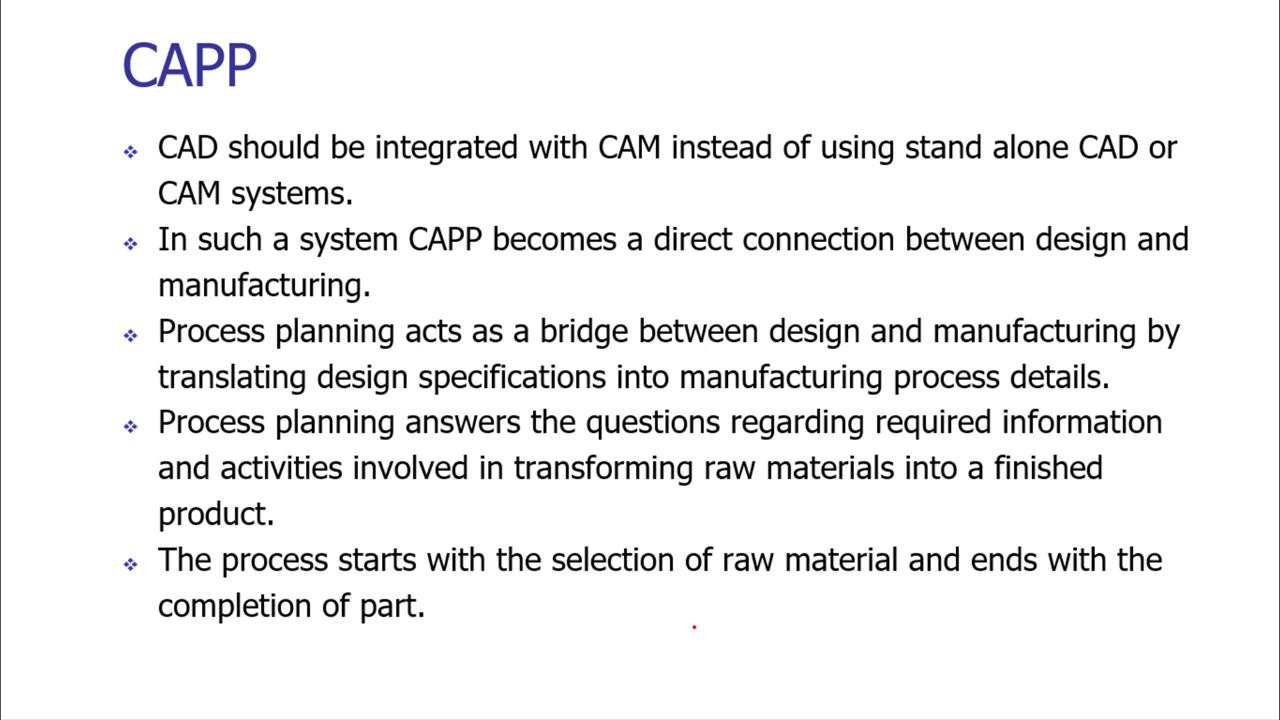 CAPP
CAD should be integrated with CAM instead of using stand alone CAD or
CAM systems.
In such a system CAPP becomes a direct connection between design and
manufacturing.
Process planning acts as a bridge between design and manufacturing by
translating design specifications into manufacturing process details.
Process planning answers the questions regarding required information
and activities involved in transforming raw materials into a finished
product.
The process starts with the selection of raw material and ends with the
completion of part.